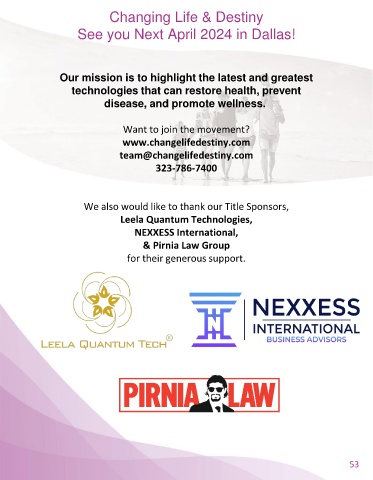 Changing Life & Destiny
See you Next April 2024 in Dallas!
Our mission is to highlight the latest and greatest
technologies that can restore health, prevent
disease, and promote wellness.
Want to join the movement?
www.changelifedestiny.com
team@changelifedestiny.com
323-786-7400
We also would like to thank our Title Sponsors,
Leela Quantum Technologies,
NEXXESS International,
& Pirnia Law Group
for their generous support.
LEELA QUANTUM TECH®
NEXXESS
INTERNATIONAL
BUSINESS ADVISORS
PIRNIA LAW
53